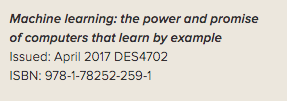 Machine learning: the power and promise
of computers that learn by example
Issued: April 2017 DES4702
ISBN: 978-1-78252-259-1